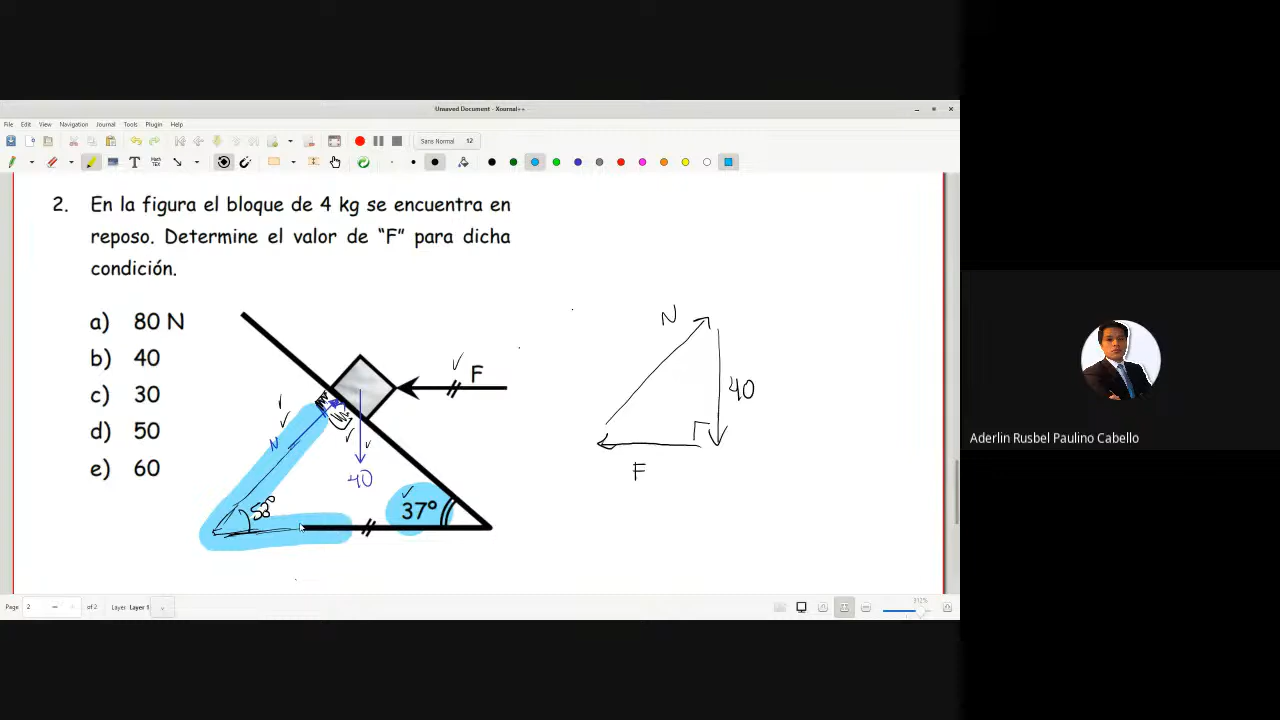 Unsaved Document - Xournal++
File Edit View Navigation Journal Tools Plugin Help
Sans Normal 12
2. En la figura el bloque de 4 kg se encuentra en
reposo. Determine el valor de “F” para dicha
condición.
a) 80 N
b) 40
c) 30
d) 50
e) 60
F
N
40
53°
37°
N
40
F
Aderlin Rusbel Paulino Cabello
Page 2 of 2 Layer Layer 1 312%